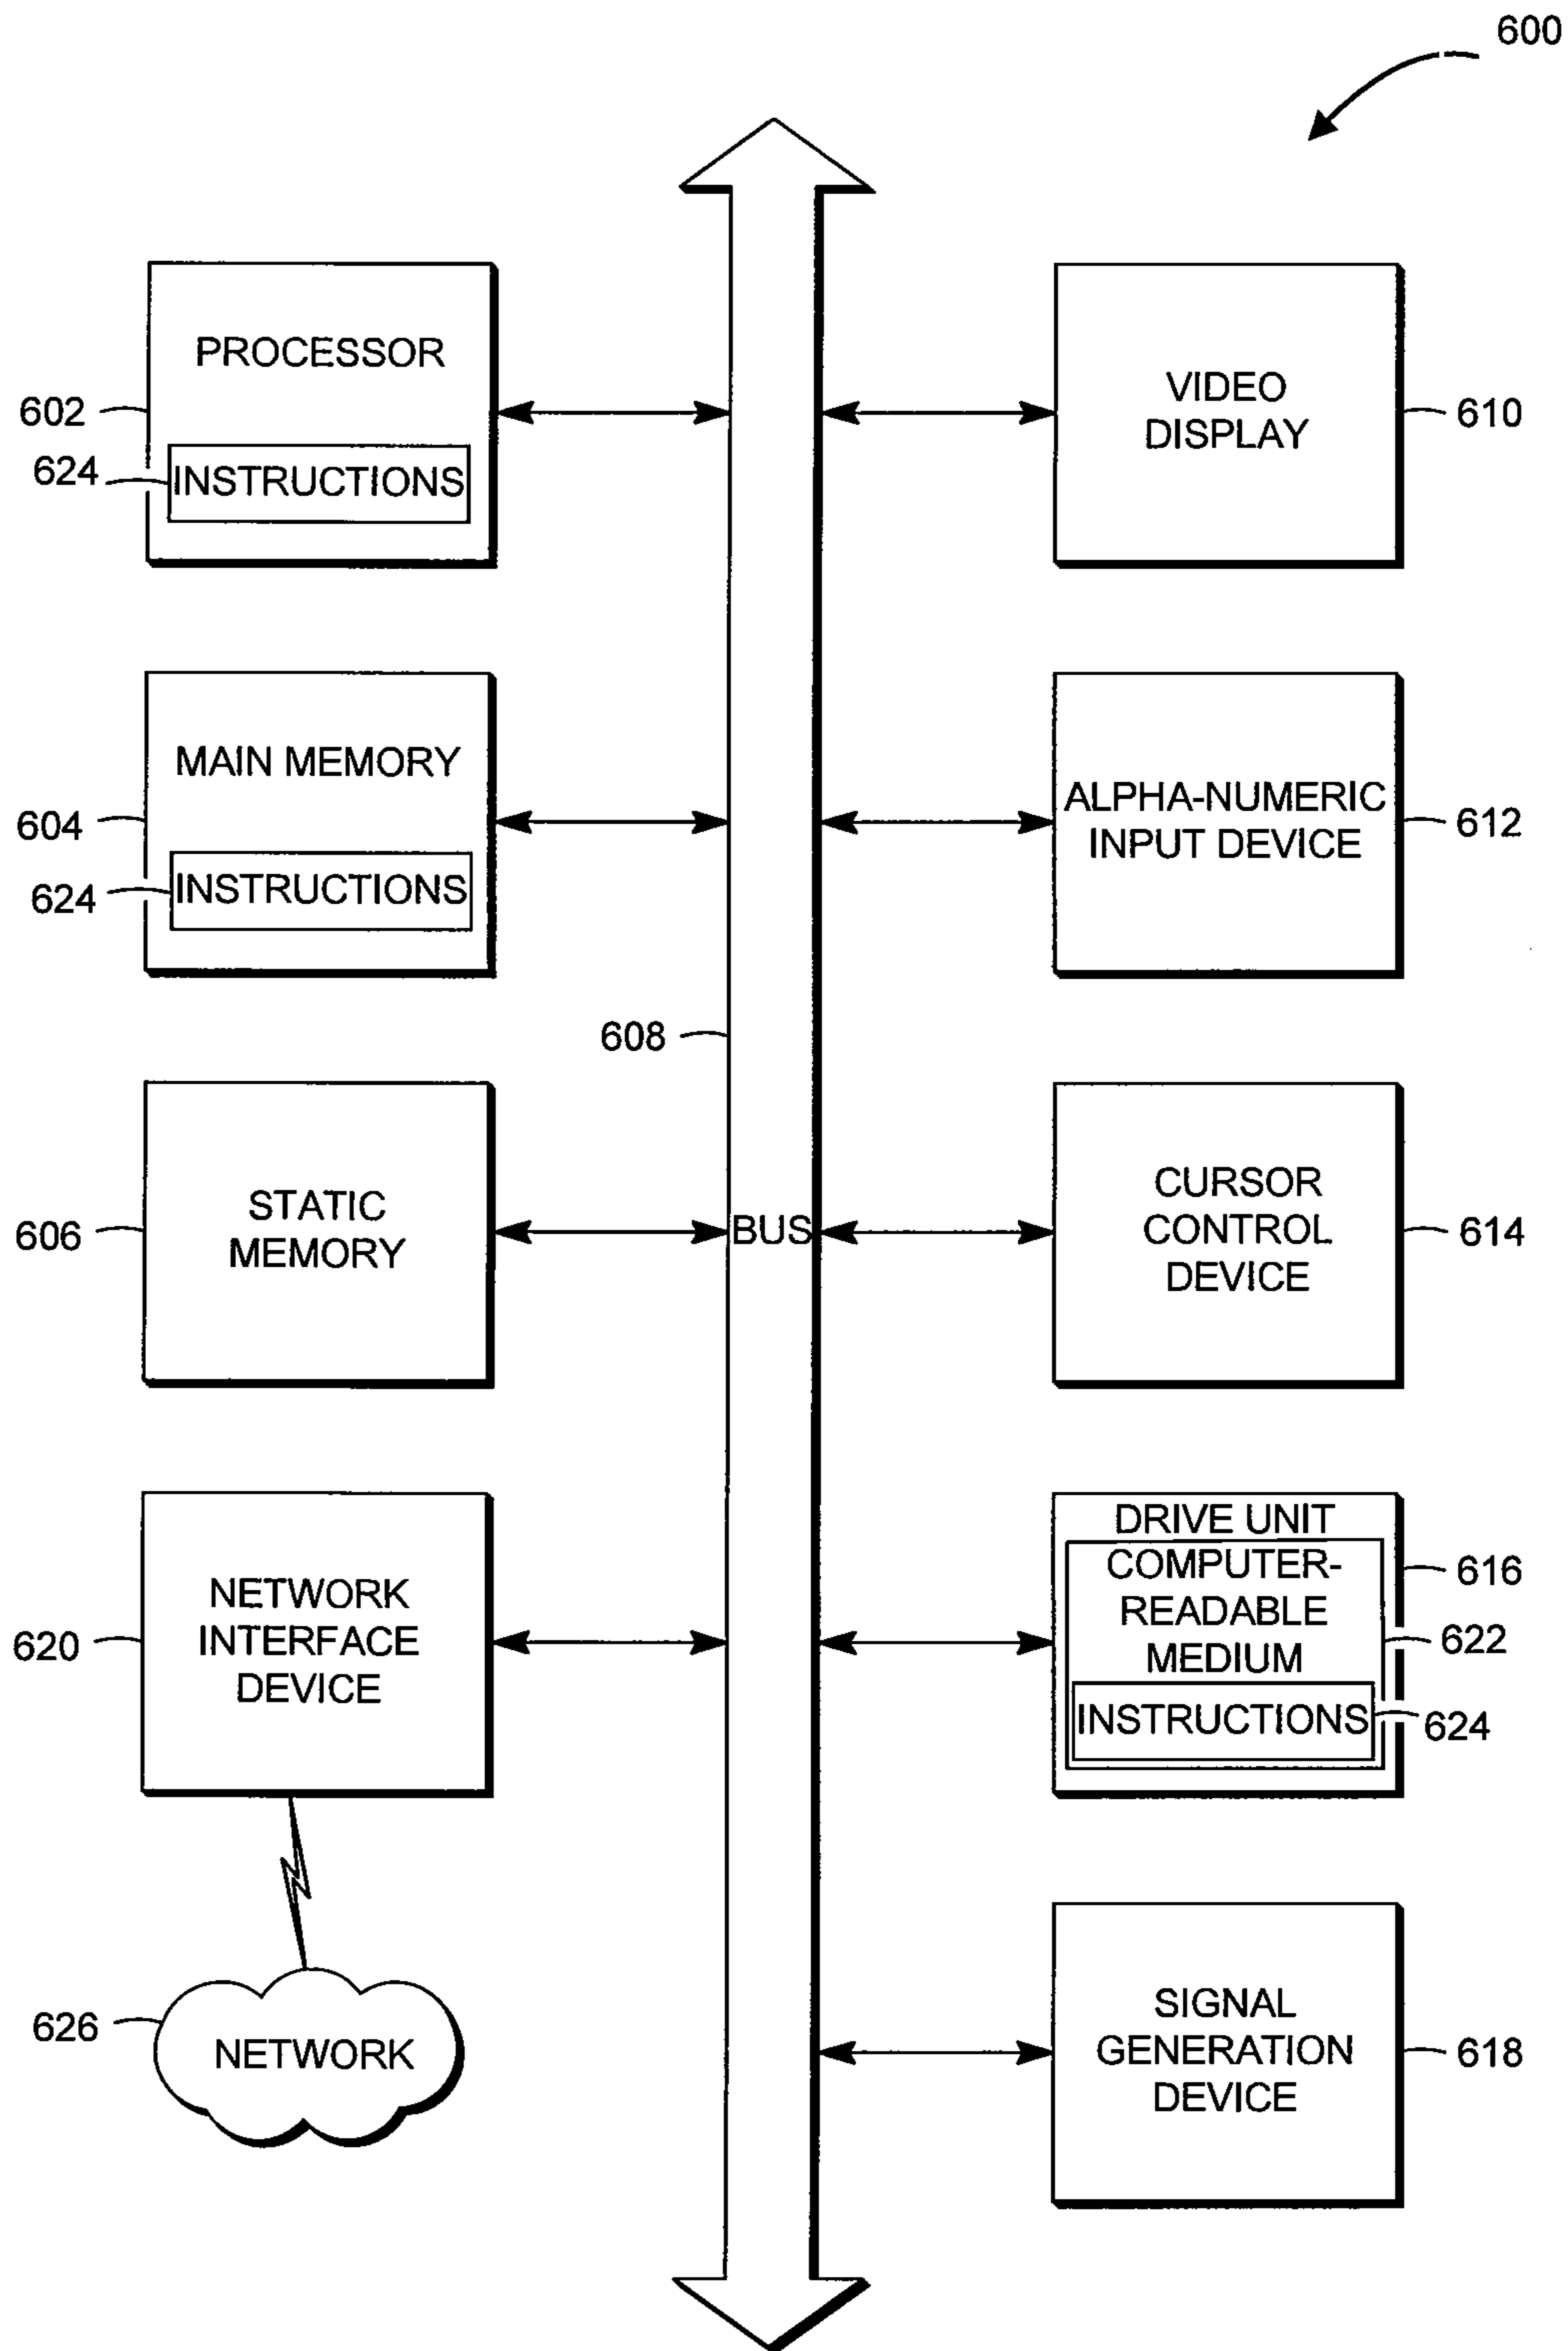 600
PROCESSOR
602
624
INSTRUCTIONS
VIDEO
DISPLAY
610
MAIN MEMORY
604
624
INSTRUCTIONS
ALPHA-NUMERIC
INPUT DEVICE
612
608
STATIC
MEMORY
606
BUS
CURSOR
CONTROL
DEVICE
614
NETWORK
INTERFACE
DEVICE
620
DRIVE UNIT
COMPUTER-
READABLE
MEDIUM
616
622
INSTRUCTIONS
624
626
NETWORK
SIGNAL
GENERATION
DEVICE
618